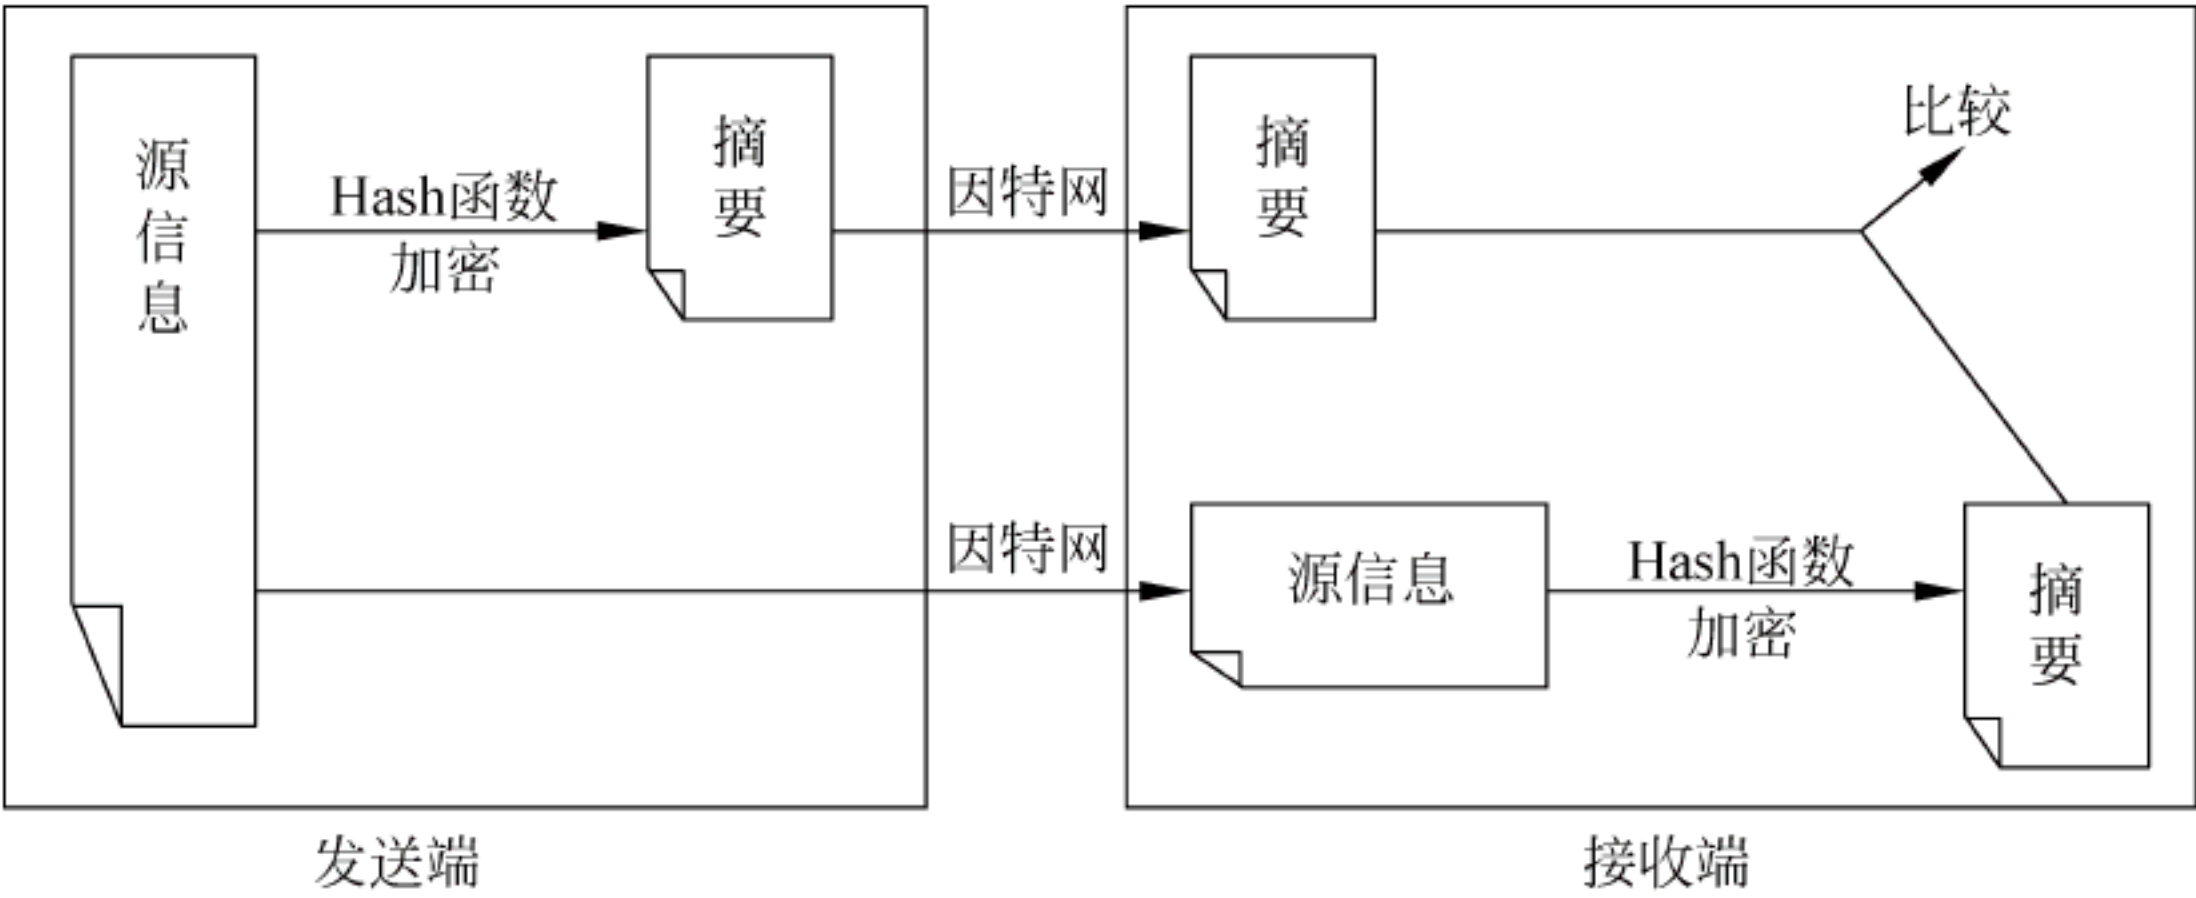 源信息
Hash函数
加密
摘要
因特网
因特网
摘要
比较
源信息
Hash函数
加密
摘要
发送端
接收端